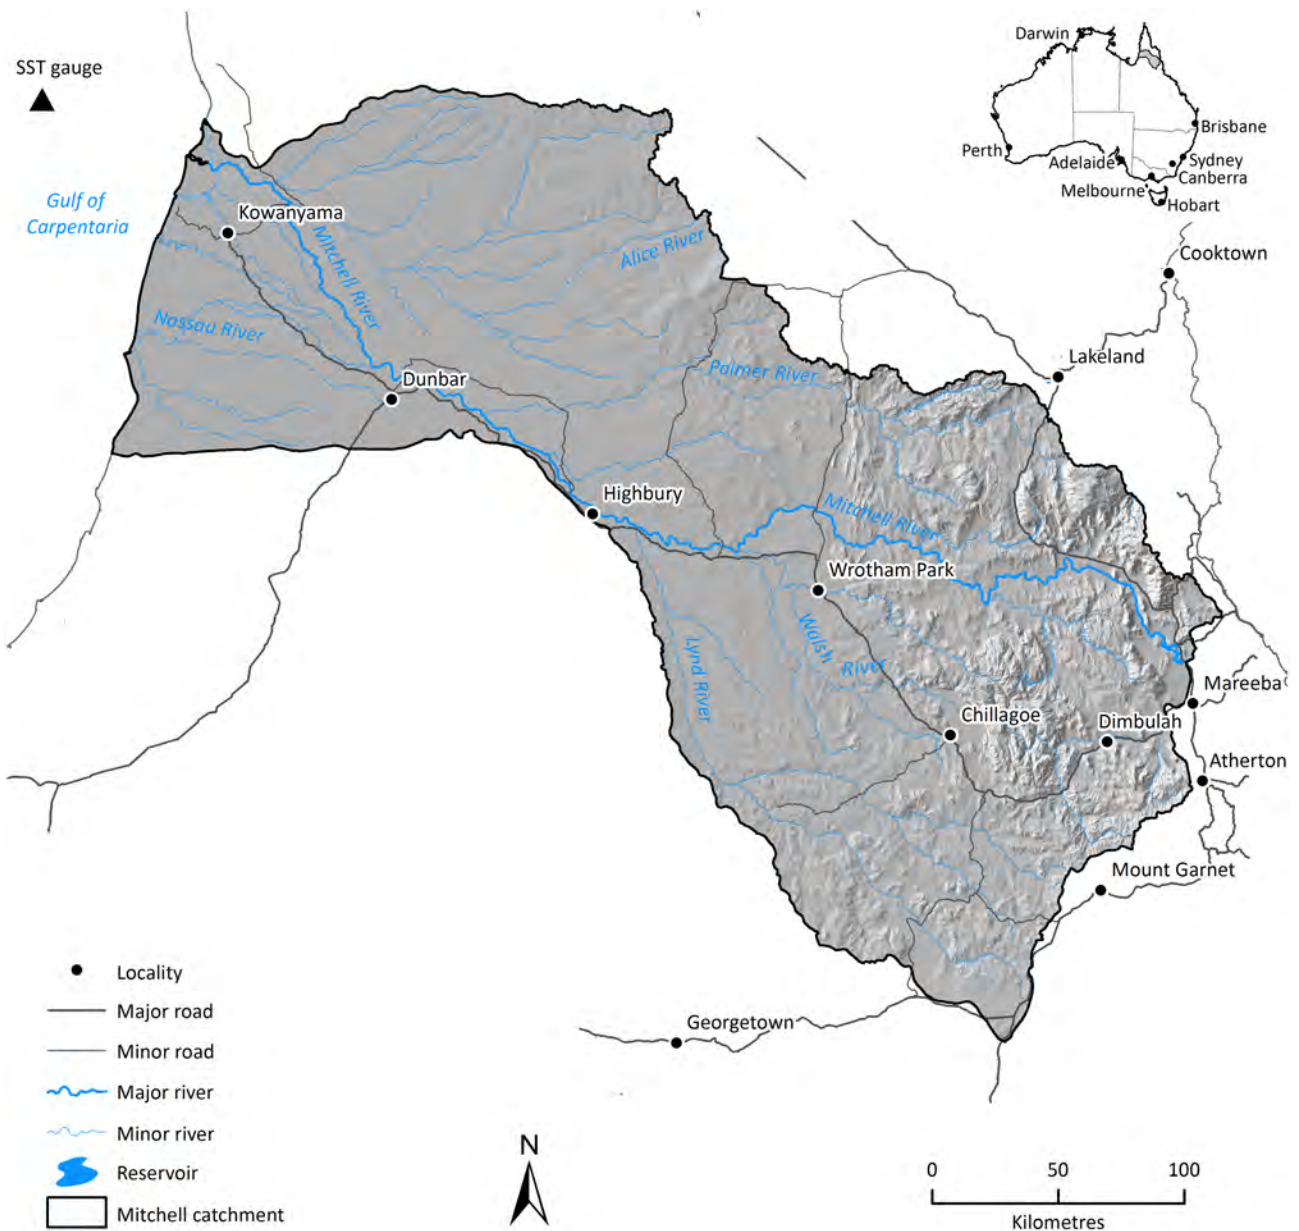 SST gauge
Gulf of
Carpentaria
Darwin
Brisbane
Perth
Adelaide
Sydney
Canberra
Melbourne
Hobart
Kowanyama
Mitchell River
Alice River
Nassau River
Cooktown
Lakeland
Dunbar
Palmer River
Highbury
Mitchell River
Wrotham Park
Walsh
River
Lynd River
Mareeba
Chillagoe
Dimbulah
Atherton
Mount Garnet
Georgetown
Locality
Major road
Minor road
Major river
Minor river
Reservoir
Mitchell catchment
N
0 50 100
Kilometres